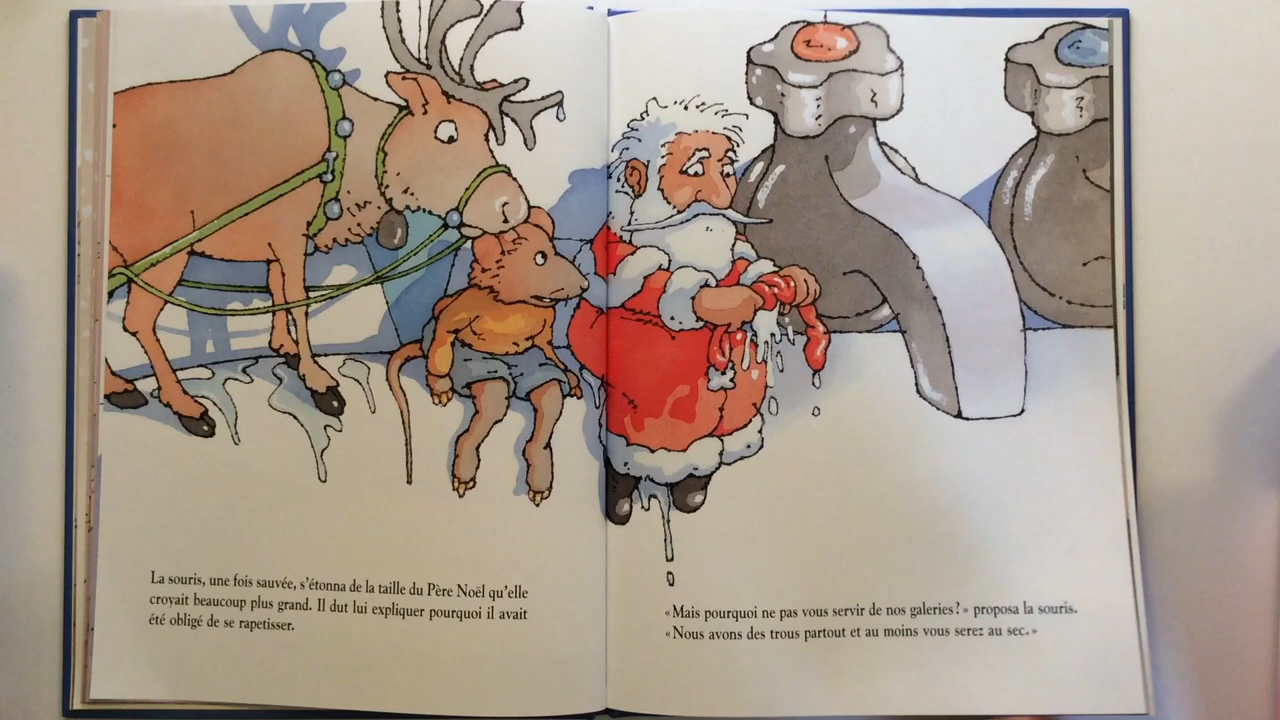 La souris, une fois sauvée, s'étonna de la taille du Père Noël qu'elle
croyait beaucoup plus grand. Il dut lui expliquer pourquoi il avait
été obligé de se rapetisser.
« Mais pourquoi ne pas vous servir de nos galeries? » proposa la souris.
« Nous avons des trous partout et au moins vous serez au sec. »